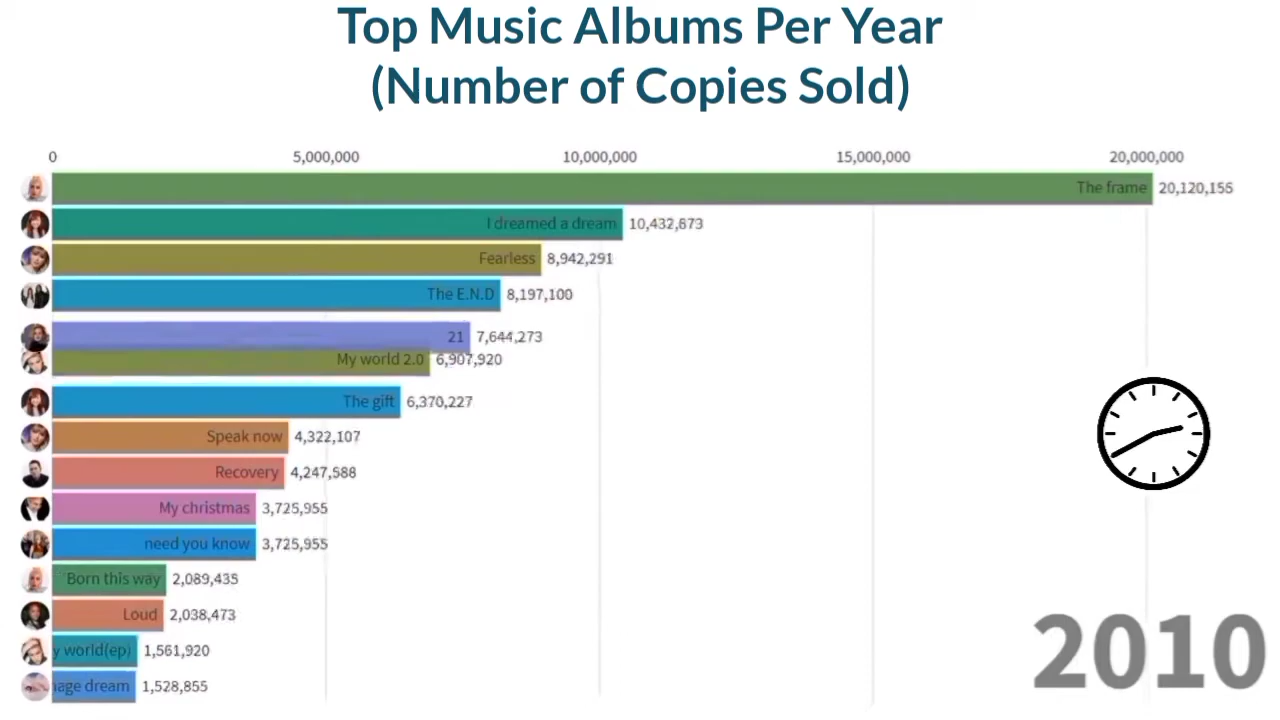 Top Music Albums Per Year
(Number of Copies Sold)
0 5,000,000 10,000,000 15,000,000 20,000,000
The frame 20,120,155
I dreamed a dream 10,432,673
Fearless 8,942,291
The E.N.D 8,197,100
21 7,644,273
My world 2.0 6,907,920
The gift 6,370,227
Speak now 4,322,107
Recovery 4,247,588
My christmas 3,725,955
need you know 3,725,955
Born this way 2,089,435
Loud 2,038,473
y world(ep) 1,561,920
nage dream 1,528,855
2010